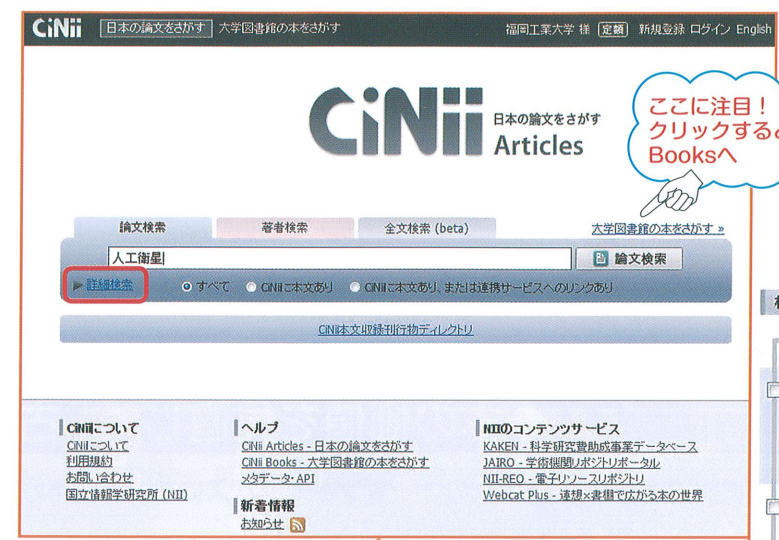 CiNii 日本の論文をさがす 大学図書館の本をさがす 福岡工業大学 様 定額 新規登録 ログイン English
CiNii 日本の論文をさがす
Articles
ここに注目！
クリックすると
Booksへ
論文検索 著者検索 全文検索 (beta) 大学図書館の本をさがす »
人工衛星 論文検索
詳細検索 すべて CiNiiに本文あり CiNiiに本文あり、または連携サービスへのリンクあり
CiNii本文収録刊行物ディレクトリ
CiNiiについて
CiNiiについて
利用規約
お問い合わせ
国立情報学研究所 (NII)
ヘルプ
CiNii Articles - 日本の論文をさがす
CiNii Books - 大学図書館の本をさがす
メタデータ・API
新着情報
お知らせ
NIIのコンテンツサービス
KAKEN - 科学研究費助成事業データベース
JAIRO - 学術機関リポジトリポータル
NII-REO - 電子リソースリポジトリ
Webcat Plus - 連想×書棚で広がる本の世界